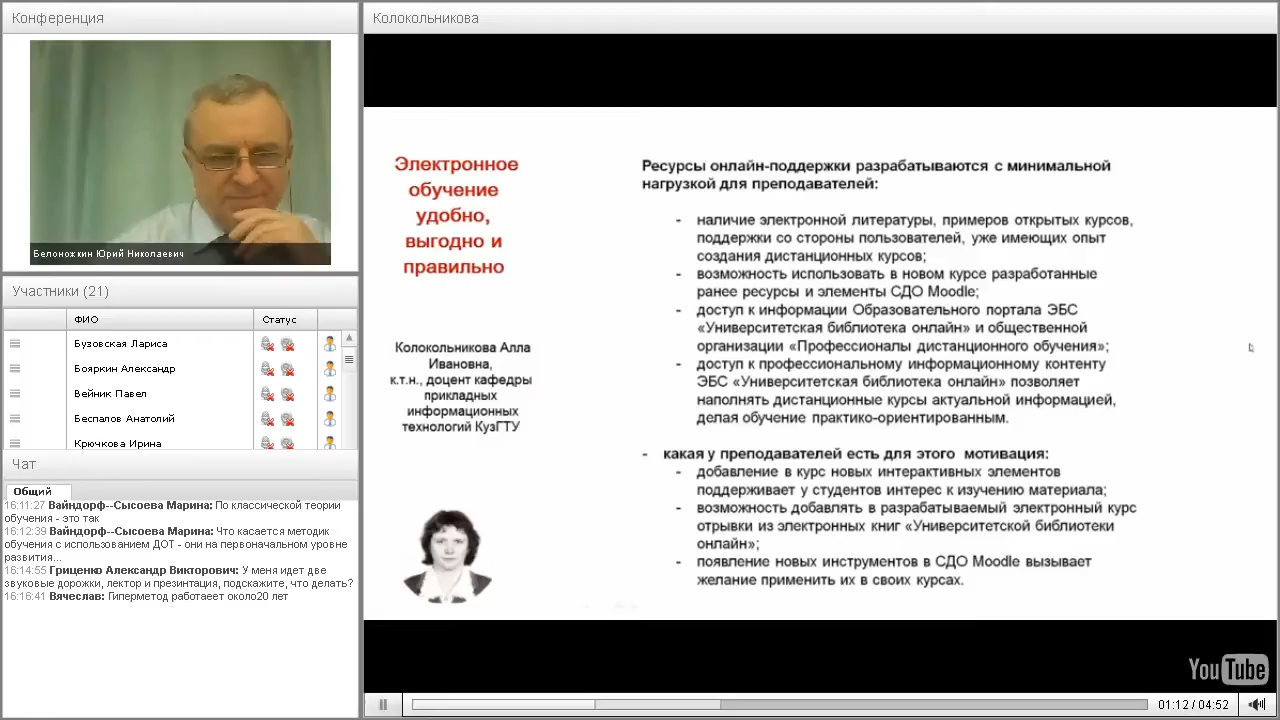 Конференция
Белоножкин Юрий Николаевич
Участники (21)
ФИО
Статус
Бузовская Лариса
Бояркин Александр
Вейник Павел
Беспалов Анатолий
Крючкова Ирина
Чат
Общий
16:11:27 Вайндорф--Сысоева Марина: По классической теории
обучения - это так
16:12:39 Вайндорф--Сысоева Марина: Что касается методик
обучения с использованием ДОТ - они на первоначальном уровне
развития..
16:14:55 Гриценко Александр Викторович: У меня идет две
звуковые дорожки, лектор и презинтация, подскажите, что делать?
16:16:41 Вячеслав: Гиперметод работаеет около20 лет
Колокольникова
Электронное
обучение
удобно,
выгодно и
правильно
Колокольникова Алла
Ивановна,
к.т.н., доцент кафедры
прикладных
информационных
технологий КузГТУ
Ресурсы онлайн-поддержки разрабатываются с минимальной
нагрузкой для преподавателей:
- наличие электронной литературы, примеров открытых курсов,
поддержки со стороны пользователей, уже имеющих опыт
создания дистанционных курсов;
- возможность использовать в новом курсе разработанные
ранее ресурсы и элементы СДО Moodle;
- доступ к информации Образовательного портала ЭБС
«Университетская библиотека онлайн» и общественной
организации «Профессионалы дистанционного обучения»;
- доступ к профессиональному информационному контенту
ЭБС «Университетская библиотека онлайн» позволяет
наполнять дистанционные курсы актуальной информацией,
делая обучение практико-ориентированным.
- какая у преподавателей есть для этого мотивация:
- добавление в курс новых интерактивных элементов
поддерживает у студентов интерес к изучению материала;
- возможность добавлять в разрабатываемый электронный курс
отрывки из электронных книг «Университетской библиотеки
онлайн»;
- появление новых инструментов в СДО Moodle вызывает
желание применить их в своих курсах.
YouTube
01:12 / 04:52